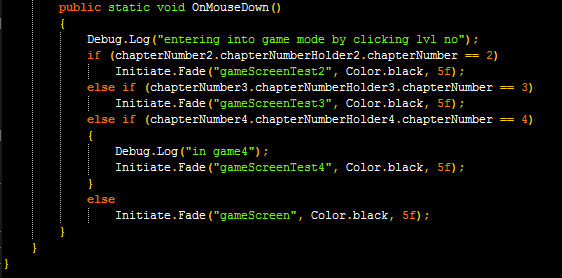 public static void OnMouseDown()
{
Debug.Log("entering into game mode by clicking lvl no");
if (chapterNumber2.chapterNumberHolder2.chapterNumber == 2)
Initiate.Fade("gameScreenTest2", Color.black, 5f);
else if (chapterNumber3.chapterNumberHolder3.chapterNumber == 3)
Initiate.Fade("gameScreenTest3", Color.black, 5f);
else if (chapterNumber4.chapterNumberHolder4.chapterNumber == 4)
{
Debug.Log("in game4");
Initiate.Fade("gameScreenTest4", Color.black, 5f);
}
else
Initiate.Fade("gameScreen", Color.black, 5f);
}
}
}